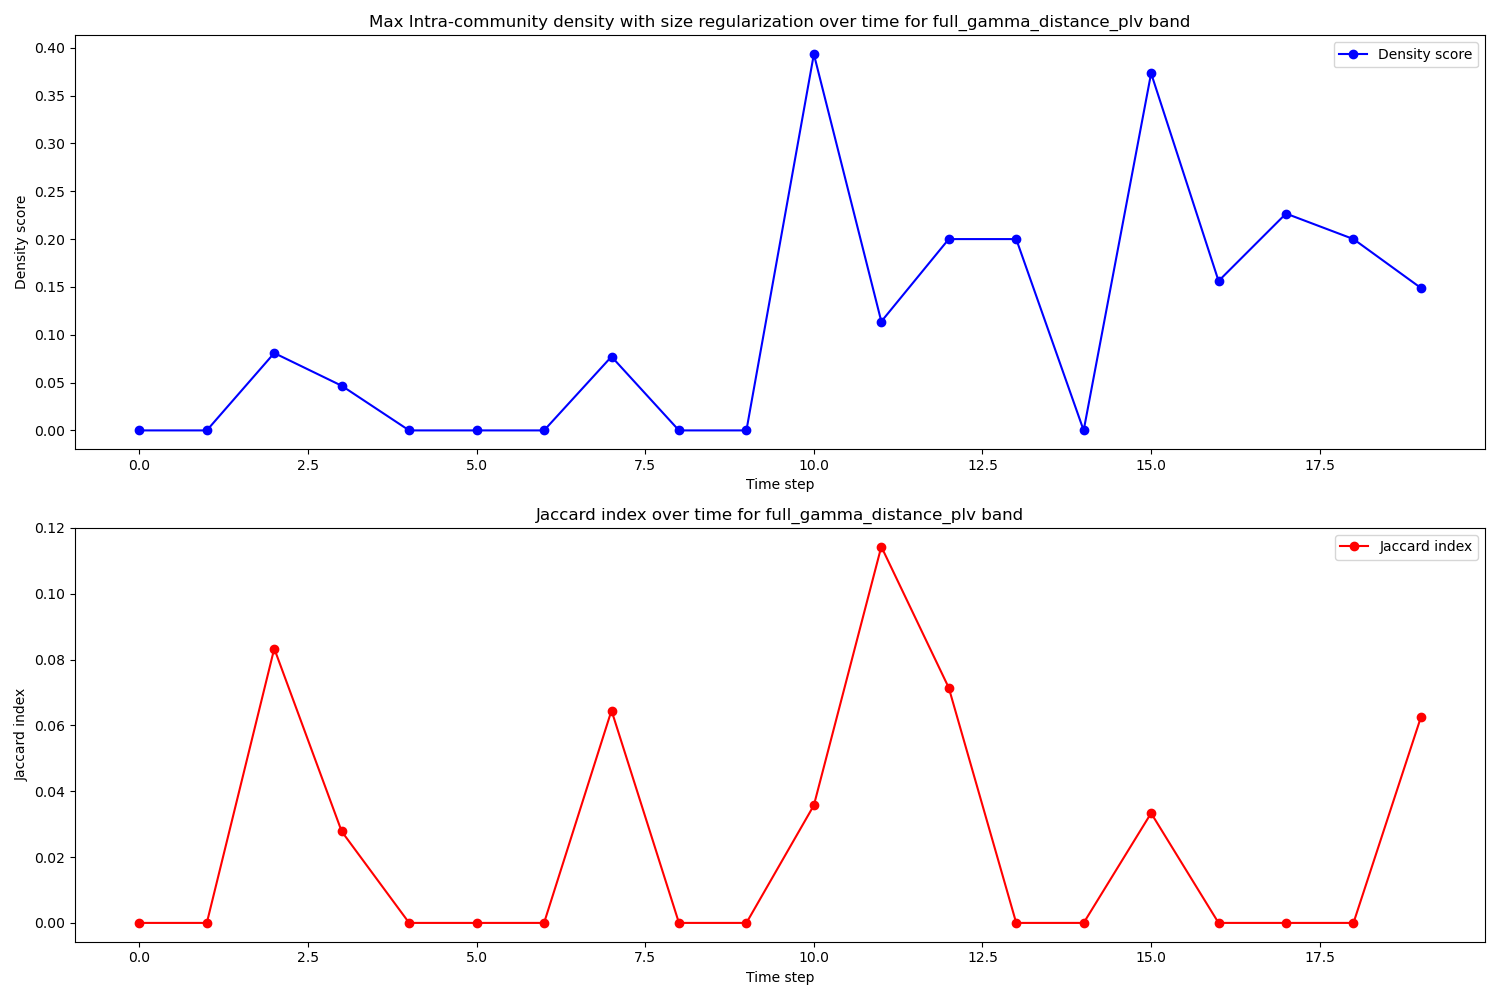 Max Intra-community density with size regularization over time for full_gamma_distance_plv band
Density score
0.40
0.35
0.30
0.25
0.20
0.15
0.10
0.05
0.00
Density score
0.0 2.5 5.0 7.5 10.0 12.5 15.0 17.5
Time step
Jaccard index over time for full_gamma_distance_plv band
Jaccard index
0.12
0.10
0.08
0.06
0.04
0.02
0.00
Jaccard index
0.0 2.5 5.0 7.5 10.0 12.5 15.0 17.5
Time step